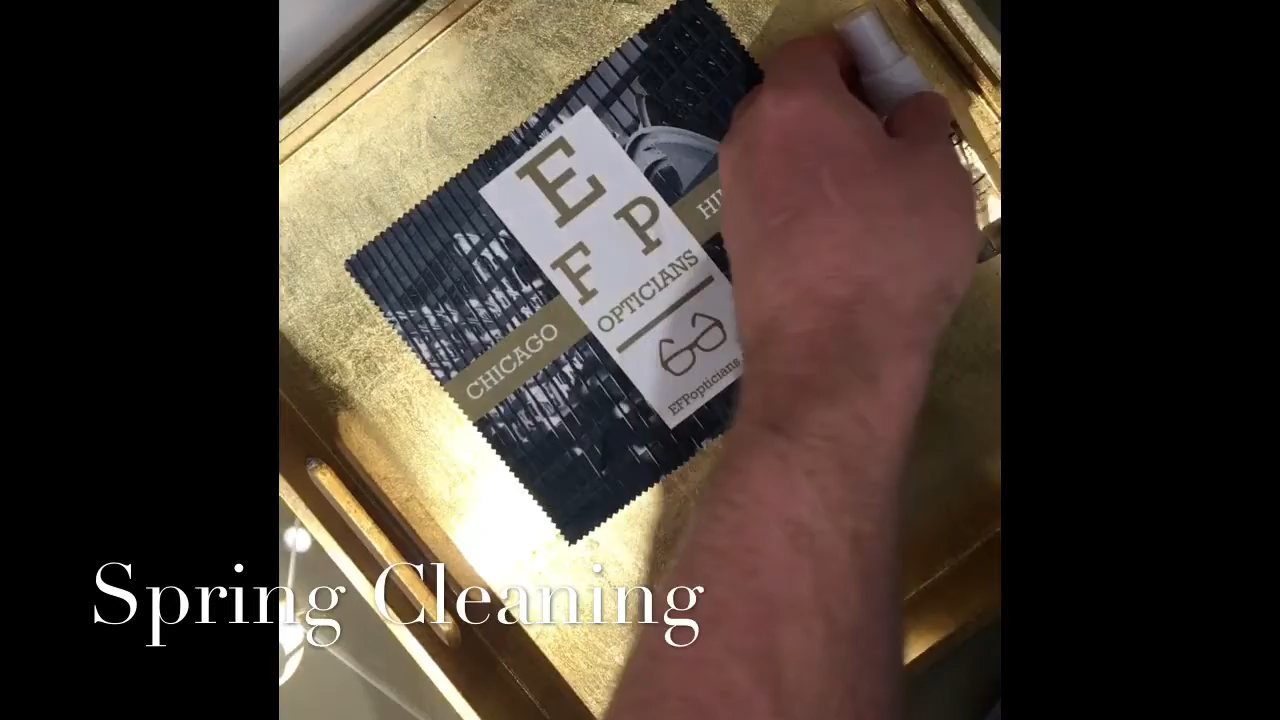 E
F P
OPTICIANS
CHICAGO
EFPopticians
Spring Cleaning